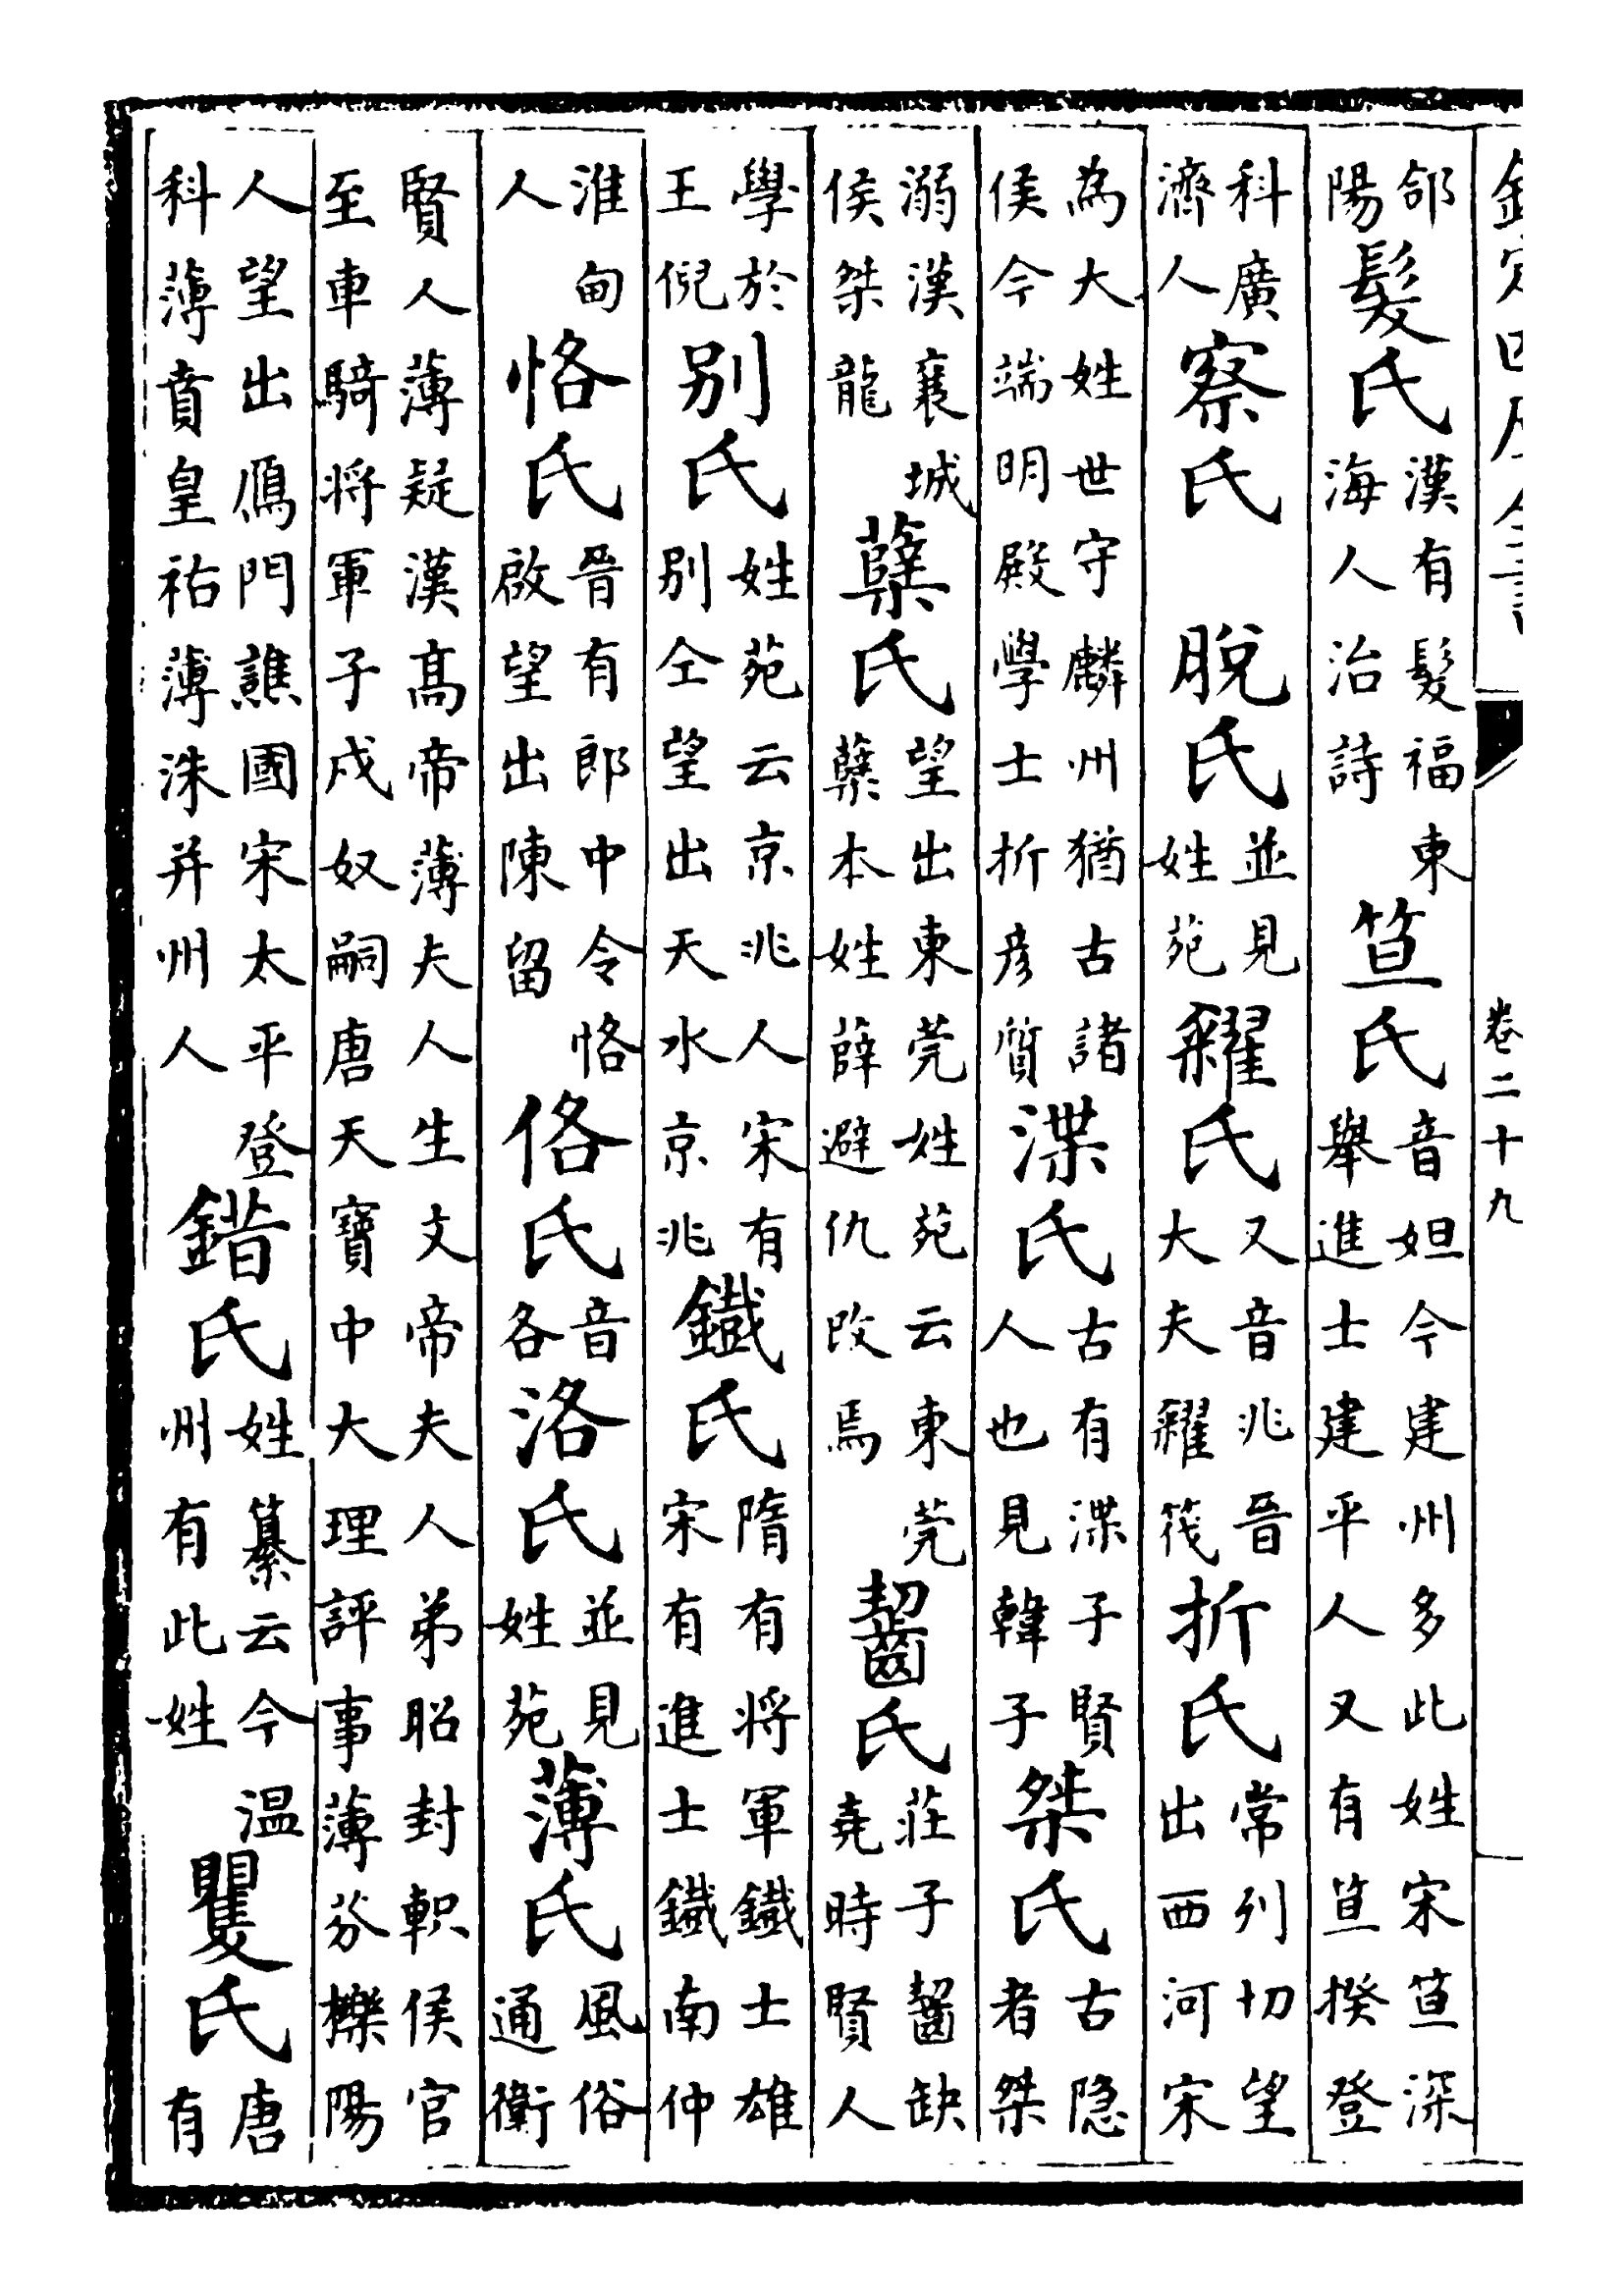 欽定四庫全書 卷二十九
郃陽髮氏漢有髮福東海人治詩笪氏音妲今建州多此姓宋笪深舉進士建平人又有笪揆登
科廣濟人察氏脫氏並見姓苑糴氏又音兆晉大夫糴筏折氏常列切望出西河宋
為大姓世守麟州猶古諸侯今端明殿學士折彥質渫氏古有渫子賢人也見韓子桀氏古隐者桀
溺漢襄城侯桀龍蘖氏望出東莞姓苑云東莞蘖本姓薛避仇改焉齧氏莊子齧缺堯時賢人
學於王倪别氏姓苑云京兆人宋有别仝望出天水京兆鐵氏隋有將軍鐵士雄宋有進士鐵南仲
淮甸人恪氏晉有郎中令恪啟望出陳留佫氏音各洛氏並見姓苑薄氏風俗通衛
賢人薄疑漢髙帝薄夫人生文帝夫人弟昭封軹侯官至車騎将軍子戎奴嗣唐天寶中大理評事薄芬櫟陽
人望出鴈門譙國宋太平登科薄賁皇祐薄洙并州人錯氏姓纂云今温州有此姓矍氏唐有